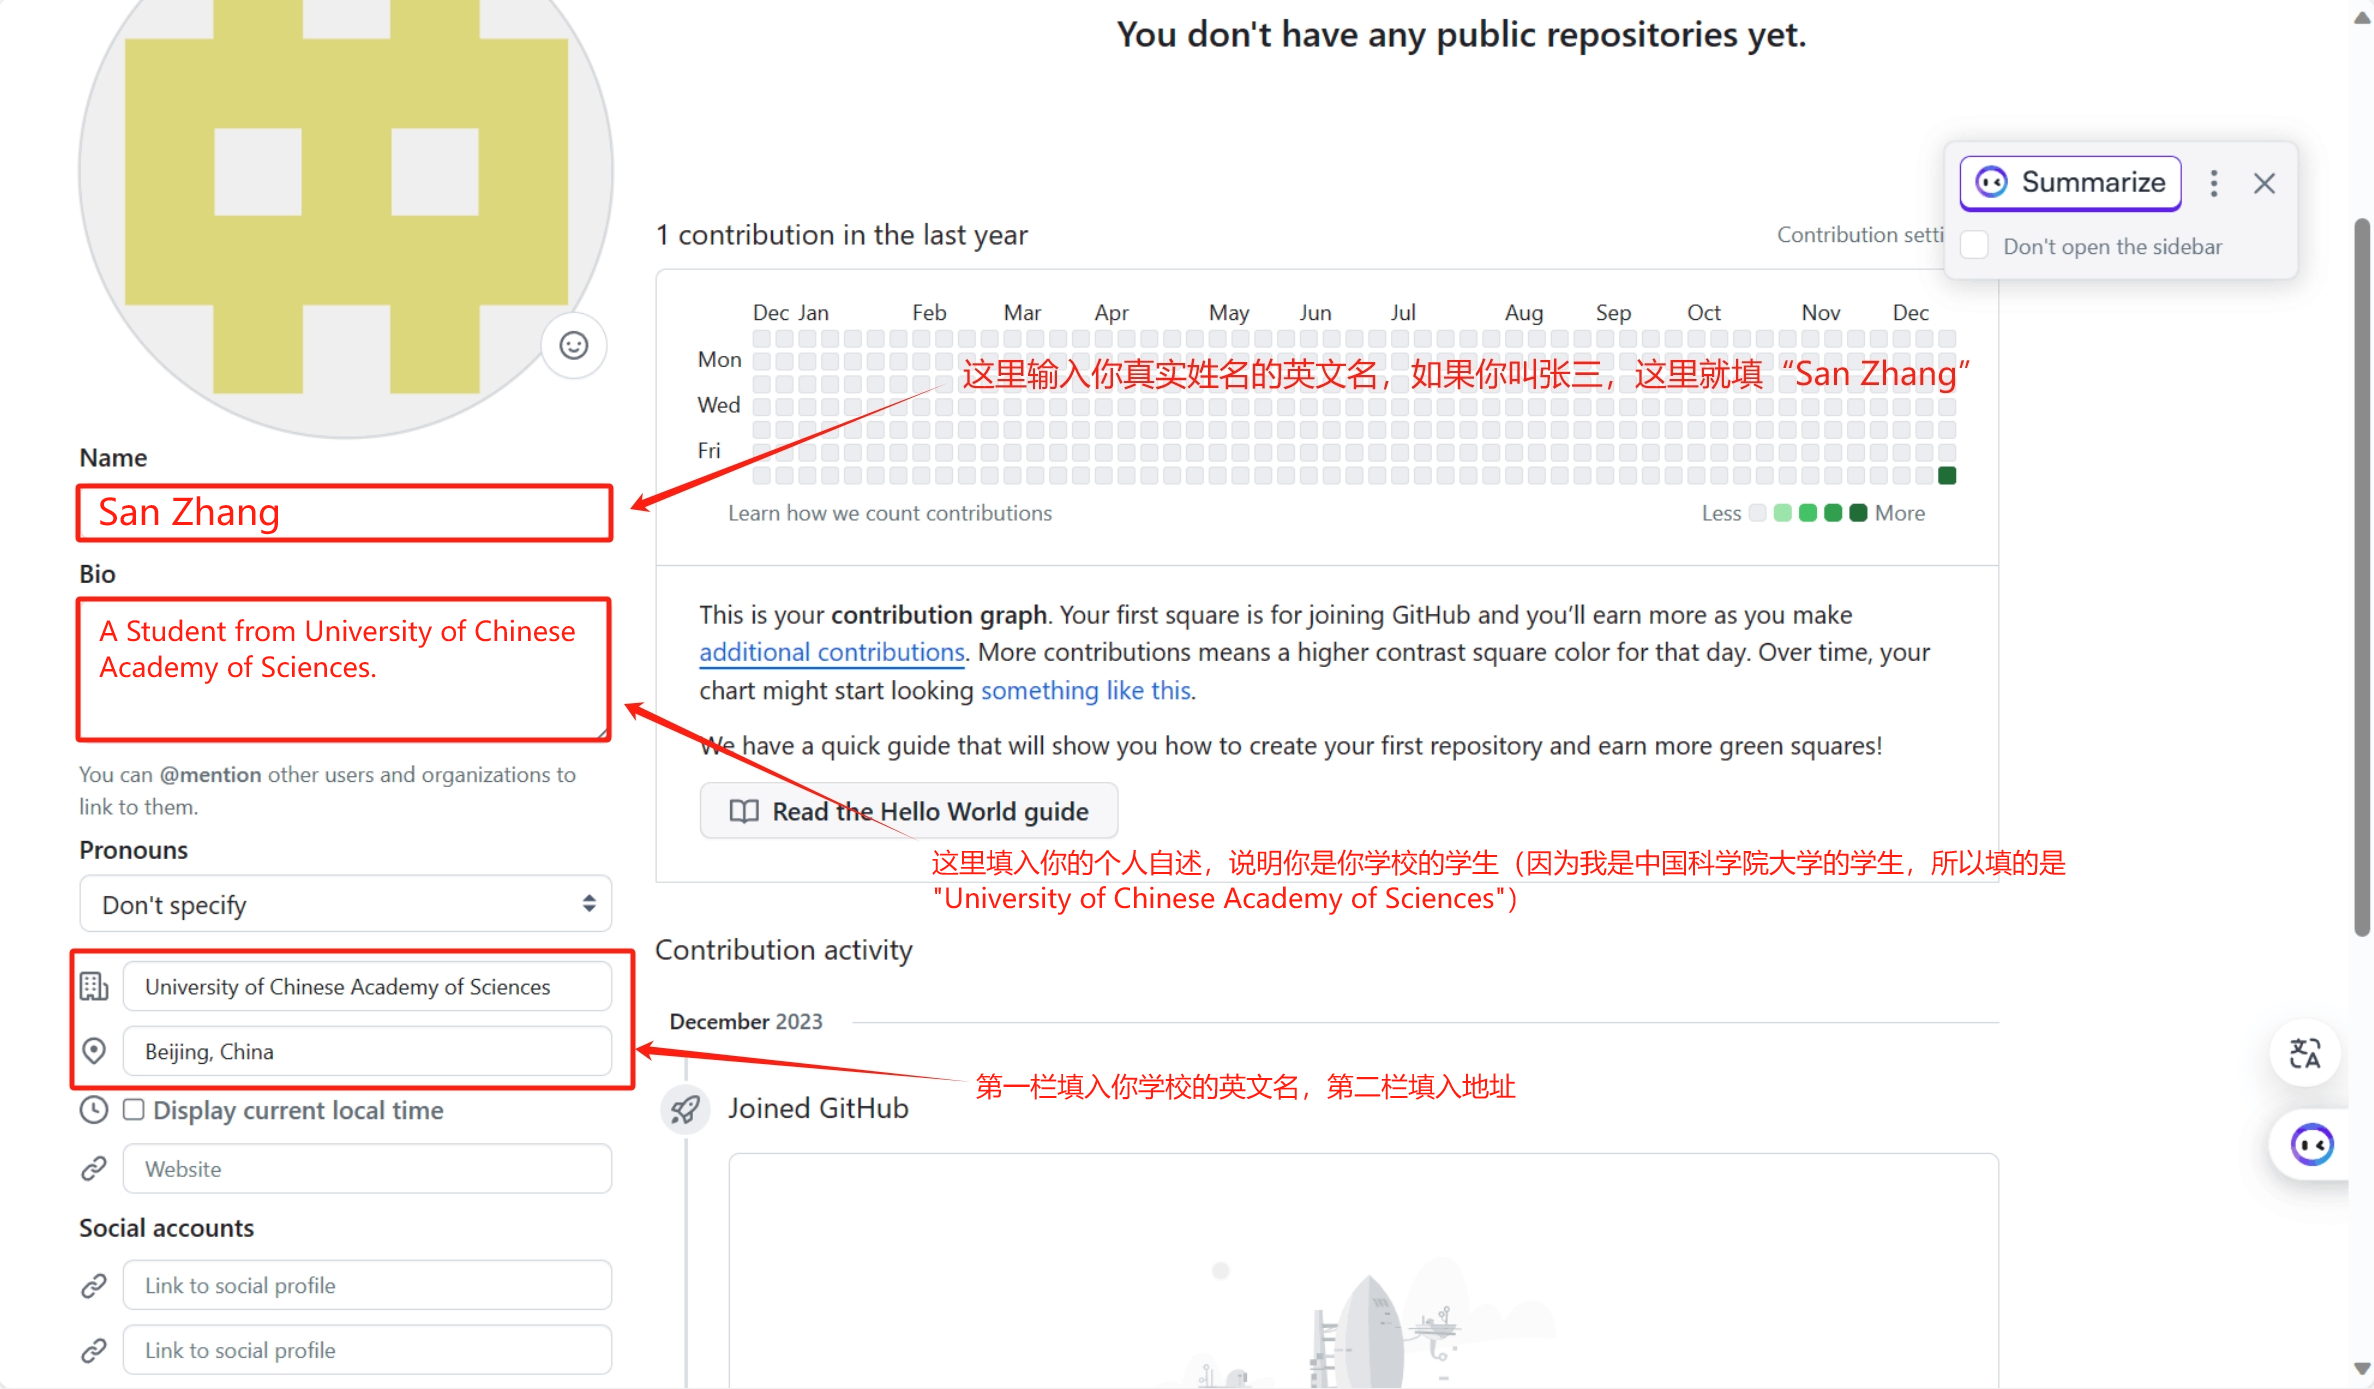 You don't have any public repositories yet.
Summarize
Don't open the sidebar
1 contribution in the last year
Contribution setti
Dec Jan Feb Mar Apr May Jun Jul Aug Sep Oct Nov Dec
Mon
Wed
Fri
这里输入你真实姓名的英文名，如果你叫张三，这里就填“San Zhang”
Learn how we count contributions
Less
More
Name
San Zhang
Bio
A Student from University of Chinese
Academy of Sciences.
You can @mention other users and organizations to
link to them.
Pronouns
Don't specify
University of Chinese Academy of Sciences
Beijing, China
Display current local time
Website
Social accounts
Link to social profile
Link to social profile
This is your contribution graph. Your first square is for joining GitHub and you’ll earn more as you make
additional contributions. More contributions means a higher contrast square color for that day. Over time, your
chart might start looking something like this.
We have a quick guide that will show you how to create your first repository and earn more green squares!
Read the Hello World guide
这里填入你的个人自述，说明你是你学校的学生（因为我是中国科学院大学的学生，所以填的是
"University of Chinese Academy of Sciences"）
Contribution activity
December 2023
第一栏填入你学校的英文名，第二栏填入地址
Joined GitHub